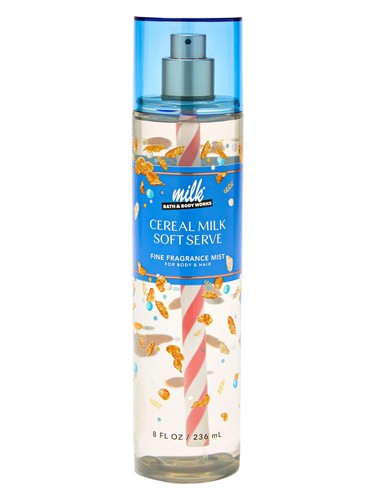 milk
BATH & BODY WORKS
CEREAL MILK
SOFT SERVE
FINE FRAGRANCE MIST
FOR BODY & HAIR
8 FL OZ / 236 mL